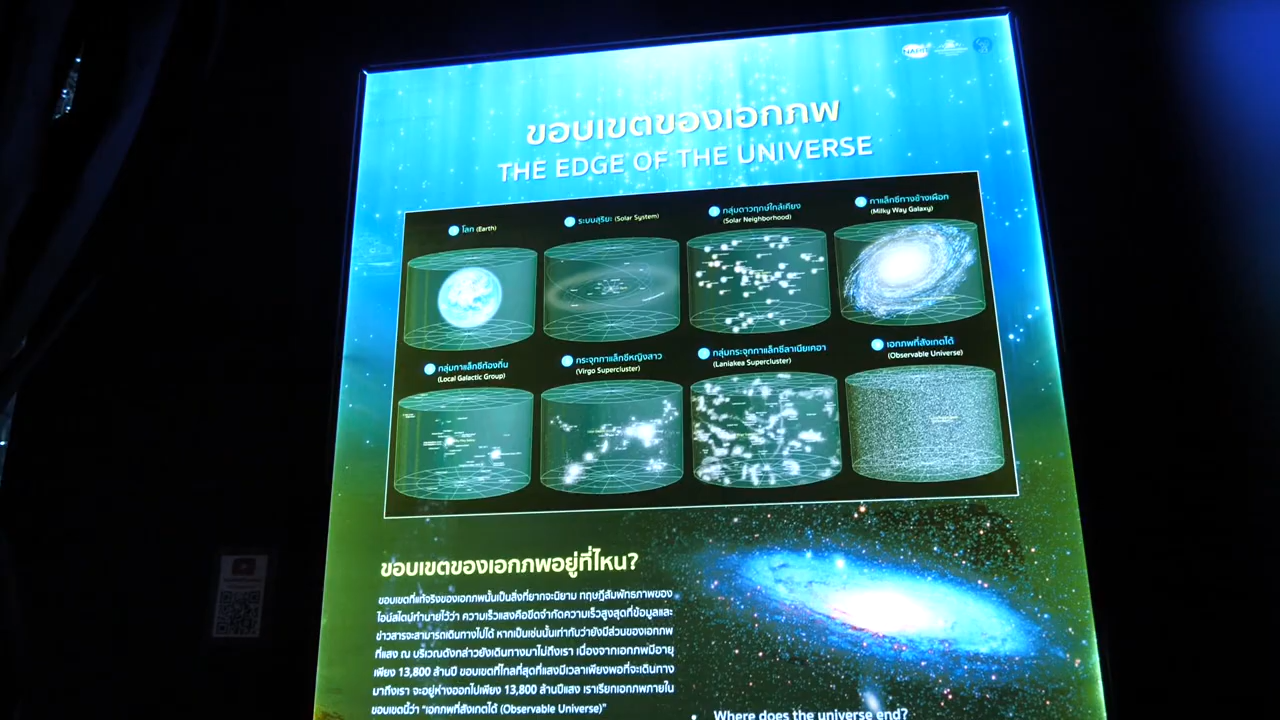 ขอบเขตของเอกภพ
THE EDGE OF THE UNIVERSE
โลก (Earth)
ระบบสุริยะ (Solar System)
กลุ่มดาวฤกษ์ใกล้เคียง
(Solar Neighborhood)
กาแล็กซีทางช้างเผือก
(Milky Way Galaxy)
กลุ่มกาแล็กซีท้องถิ่น
(Local Galactic Group)
กระจุกกาแล็กซีหญิงสาว
(Virgo Supercluster)
กลุ่มกระจุกกาแล็กซีลาเนียเคอา
(Laniakea Supercluster)
เอกภพที่สังเกตได้
(Observable Universe)
ขอบเขตของเอกภพอยู่ที่ไหน?
ขอบเขตที่แท้จริงของเอกภพนั้นเป็นสิ่งที่ยากจะนิยาม ทฤษฎีสัมพัทธภาพของ
ไอน์สไตน์ทำนายไว้ว่า ความเร็วแสงคือขีดจำกัดความเร็วสูงสุดที่ข้อมูลและ
ข่าวสารจะสามารถเดินทางไปได้ หากเป็นเช่นนั้นเท่ากับว่ายังมีส่วนของเอกภพ
ที่แสง ณ บริเวณดังกล่าวยังเดินทางมาไม่ถึงเรา เนื่องจากเอกภพมีอายุ
เพียง 13,800 ล้านปี ขอบเขตที่ไกลที่สุดที่แสงมีเวลาเพียงพอที่จะเดินทาง
มาถึงเรา จะอยู่ห่างออกไปเพียง 13,800 ล้านปีแสง เราเรียกเอกภพภายใน
ขอบเขตนี้ว่า "เอกภพที่สังเกตได้ (Observable Universe)"
Where does the universe end?